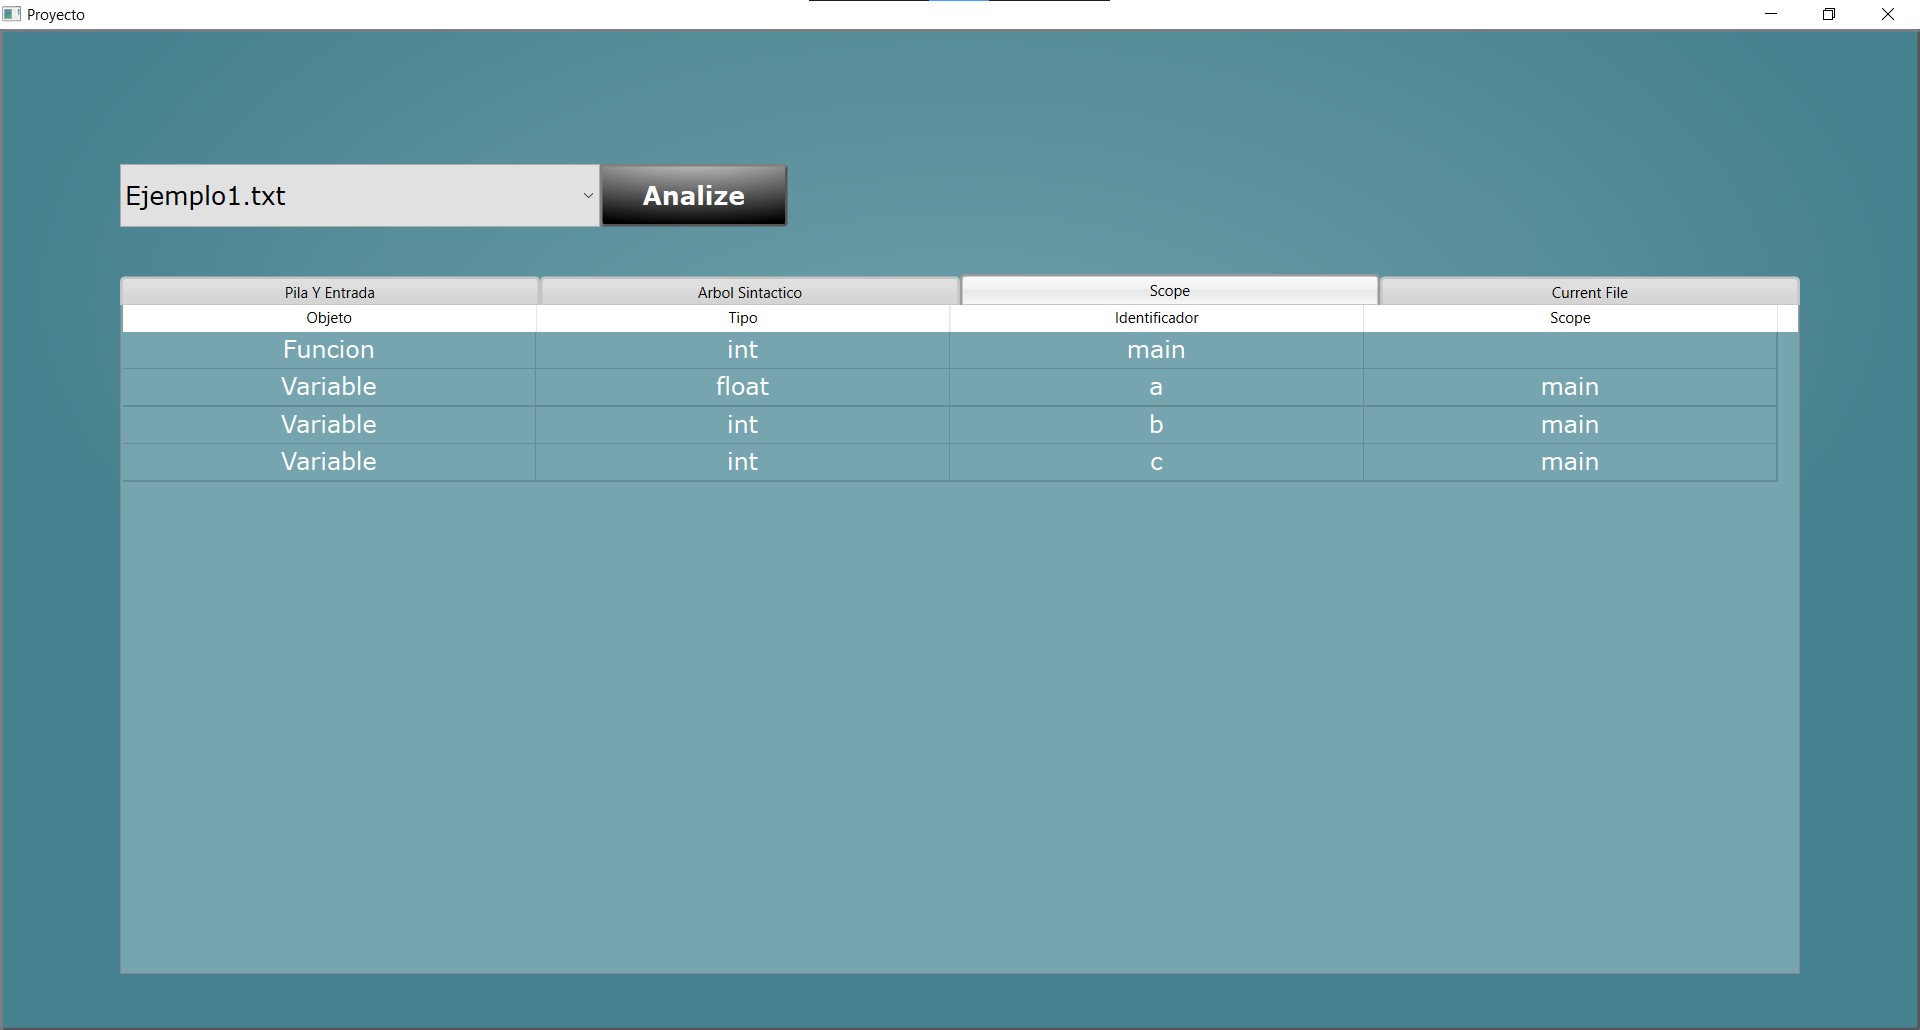 Proyecto
Ejemplo1.txt Analize
Pila Y Entrada Arbol Sintactico Scope Current File
Objeto Tipo Identificador Scope
Funcion int main
Variable float a main
Variable int b main
Variable int c main